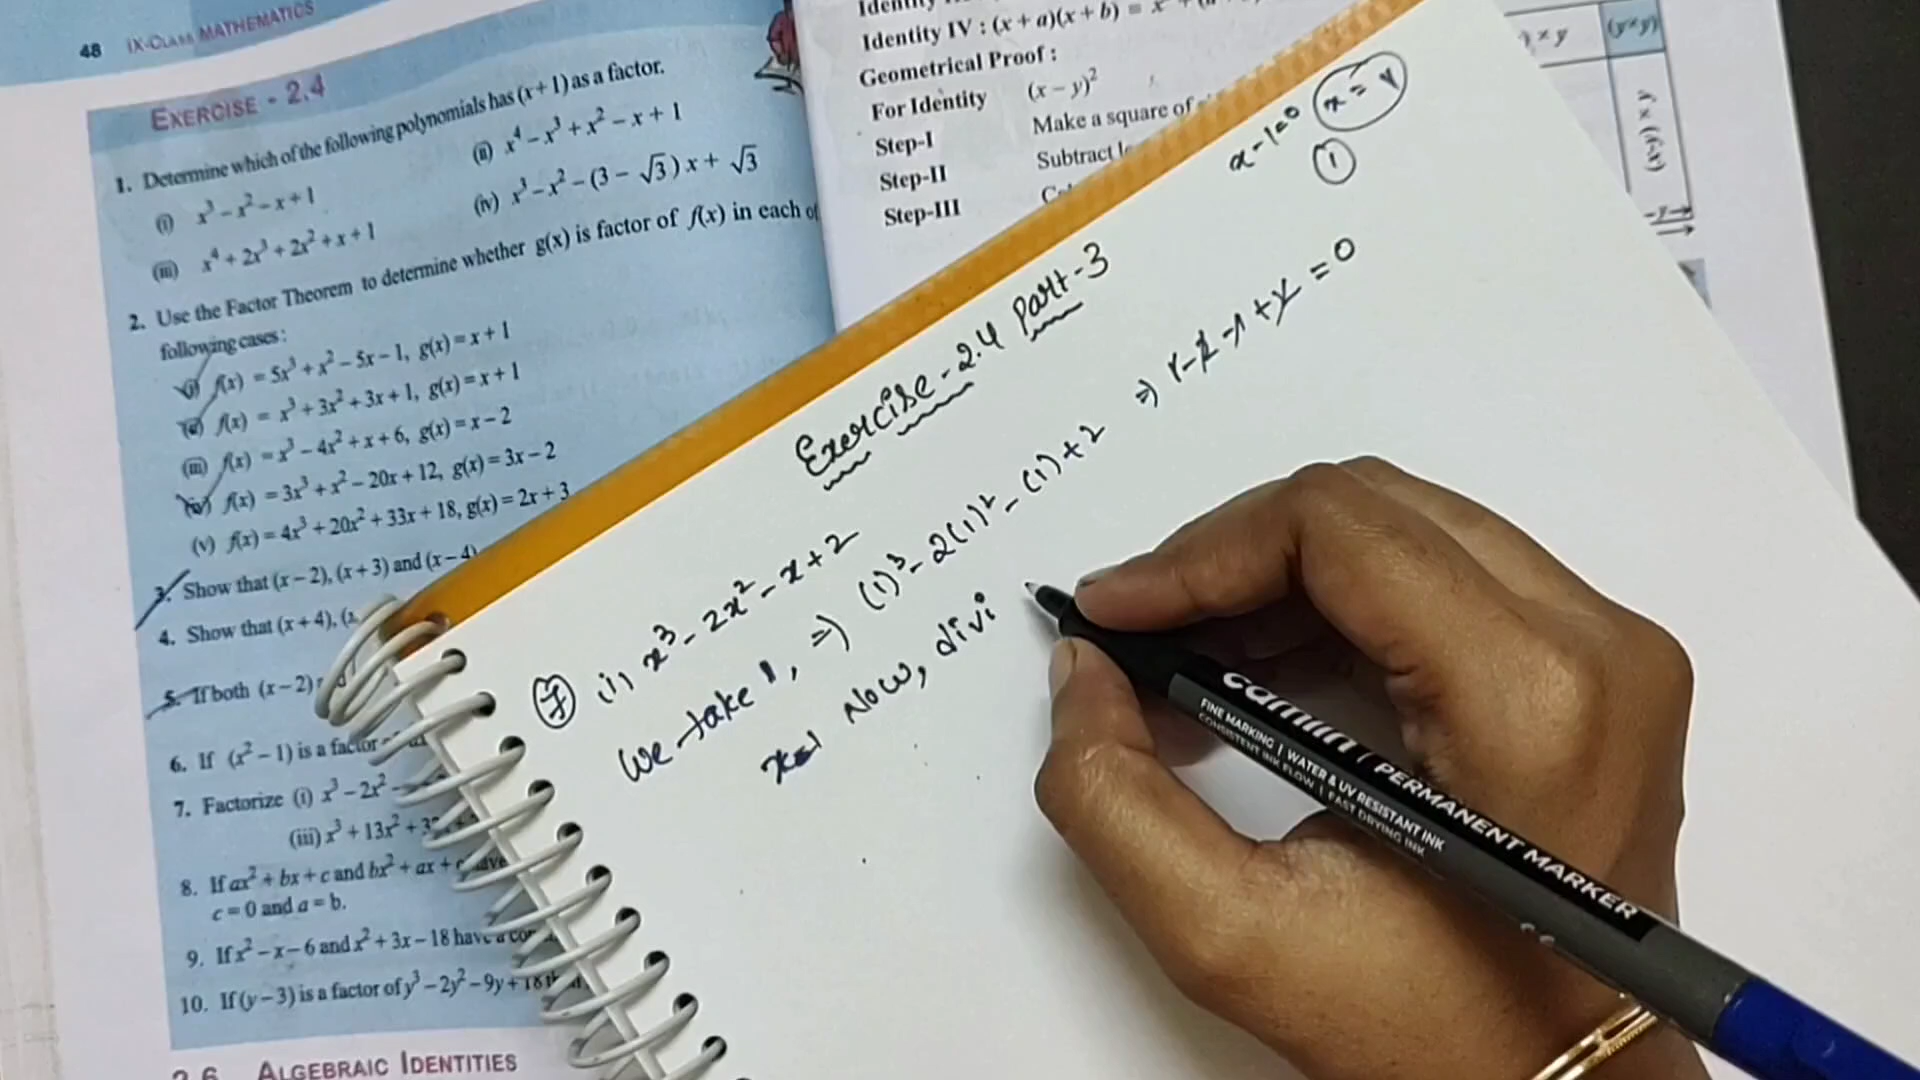 48 IX-CLASS MATHEMATICS
EXERCISE - 2.4
1. Determine which of the following polynomials has (x + 1) as a factor.
(i) x³ – x² – x + 1
(ii) x⁴ – x³ + x² – x + 1
(iii) x⁴ + 2x³ + 2x² + x + 1
(iv) x³ – x² – (3 – √3) x + √3
2. Use the Factor Theorem to determine whether g(x) is factor of f(x) in each of
following cases :
(i) f(x) = 5x³ + x² – 5x – 1, g(x) = x + 1
f(x) = x³ + 3x² + 3x + 1, g(x) = x + 1
(iii) f(x) = x³ – 4x² + x + 6, g(x) = x – 2
(iv) f(x) = 3x³ + x² – 20x + 12, g(x) = 3x – 2
(v) f(x) = 4x³ + 20x² + 33x + 18, g(x) = 2x + 3
3. Show that (x – 2), (x + 3) and (x – 4)
4. Show that (x + 4), (x
5. If both (x – 2)
6. If (x² – 1) is a factor
7. Factorize (i) x³ – 2x² –
(iii) x³ + 13x² + 3
8. If ax² + bx + c and bx² + ax + c have
c = 0 and a = b.
9. If x² – x – 6 and x² + 3x – 18 have a
10. If (y – 3) is a factor of y³ – 2y² – 9y + 18
2.6 ALGEBRAIC IDENTITIES
Identity IV : (x + a)(x + b) = x
Geometrical Proof :
For Identity (x – y)²
Step-I Make a square of
Step-II Subtract
Step-III
(y×y)
Exercise - 2.4 Part - 3
x - 1 = 0
x = 1
1
7 (i) x³ - 2x² - x + 2
We take 1, ⇒ (1)³ - 2(1)² - (1) + 2 ⇒ 1 - 2 - 1 + 2 = 0
x=1 Now, divi
camlin PERMANENT MARKER
FINE MARKING | WATER & UV RESISTANT INK
CONSISTENT INK FLOW | FAST DRYING INK